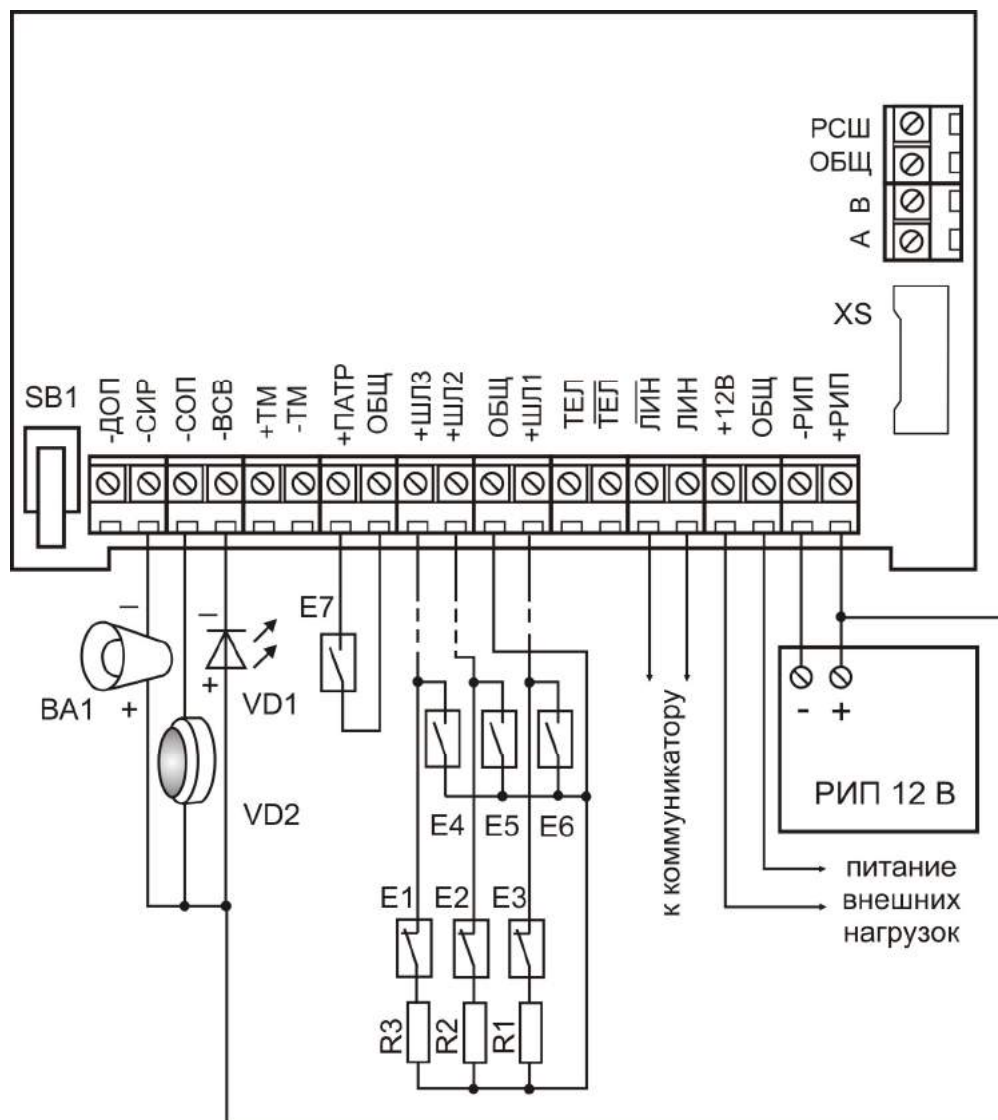 РСШ
ОБЩ
B
A
XS
SB1
-ДОП
-СИР
-СОП
-ВСВ
+ТМ
-ТМ
+ПАТР
ОБЩ
+ШЛ3
+ШЛ2
ОБЩ
+ШЛ1
ТЕЛ
ТЕЛ
ЛИН
ЛИН
+12В
ОБЩ
-РИП
+РИП
–
BA1
+
–
+
VD1
VD2
E7
E4
E5
E6
E1
E2
E3
R3
R2
R1
к коммуникатору
-
+
РИП 12 В
питание
внешних
нагрузок